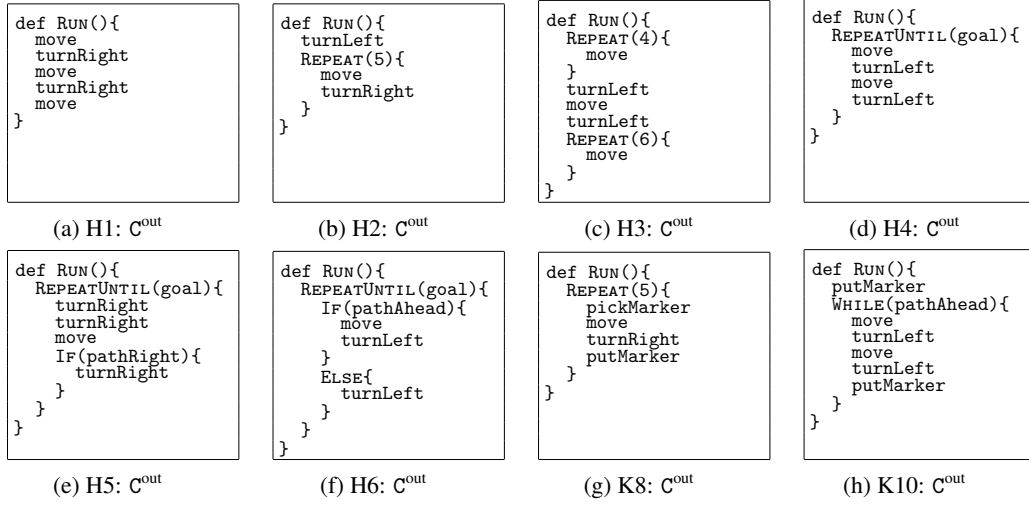 def RUN(){
move
turnRight
move
turnRight
move
}
(a) H1: C^out
def RUN(){
turnLeft
REPEAT(5){
move
turnRight
}
}
(b) H2: C^out
def RUN(){
REPEAT(4){
move
}
turnLeft
move
turnLeft
REPEAT(6){
move
}
}
(c) H3: C^out
def RUN(){
REPEATUNTIL(goal){
move
turnLeft
move
turnLeft
}
}
(d) H4: C^out
def RUN(){
REPEATUNTIL(goal){
turnRight
turnRight
move
IF(pathRight){
turnRight
}
}
}
(e) H5: C^out
def RUN(){
REPEATUNTIL(goal){
IF(pathAhead){
move
turnLeft
}
ELSE{
turnLeft
}
}
}
(f) H6: C^out
def RUN(){
REPEAT(5){
pickMarker
move
turnRight
putMarker
}
}
(g) K8: C^out
def RUN(){
putMarker
WHILE(pathAhead){
move
turnLeft
move
turnLeft
putMarker
}
}
(h) K10: C^out